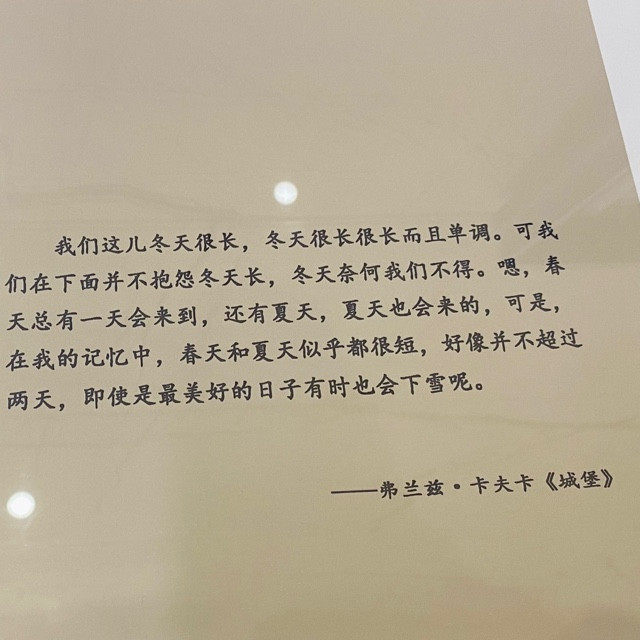 我们这儿冬天很长，冬天很长很长而且单调。可我
们在下面并不抱怨冬天长，冬天奈何我们不得。嗯，春
天总有一天会来到，还有夏天，夏天也会来的，可是，
在我的记忆中，春天和夏天似乎都很短，好像并不超过
两天，即使是最美好的日子有时也会下雪呢。
——弗兰兹·卡夫卡《城堡》